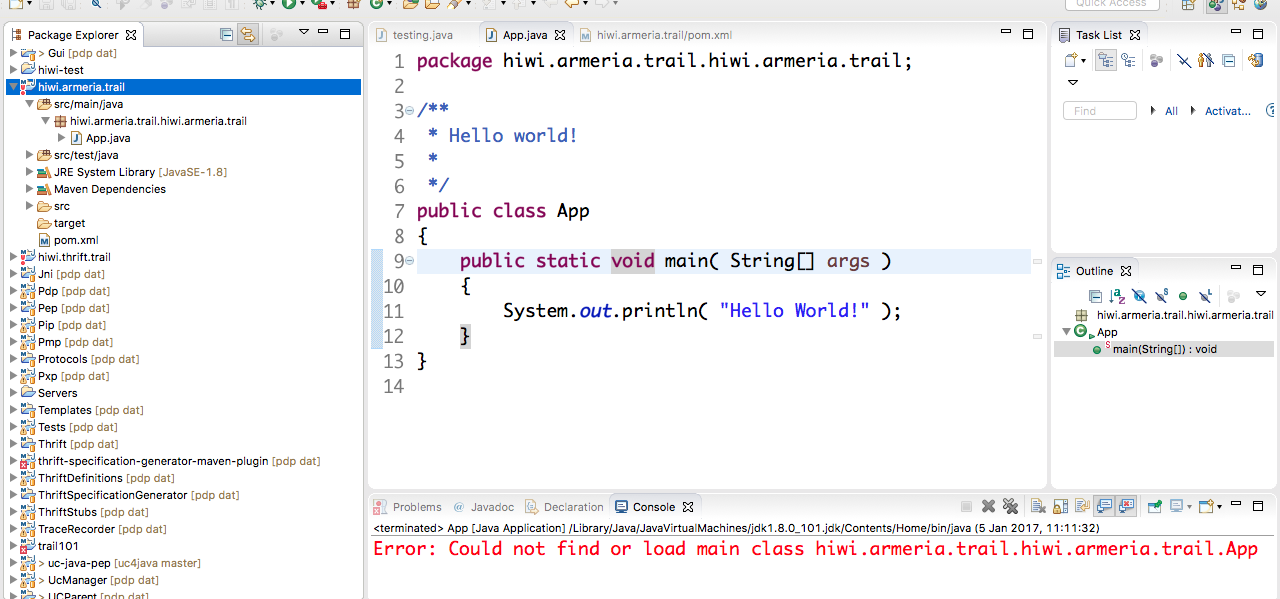 Quick Access
Package Explorer
> Gui [pdp dat]
hiwi-test
hiwi.armeria.trail
src/main/java
hiwi.armeria.trail.hiwi.armeria.trail
App.java
src/test/java
JRE System Library [JavaSE-1.8]
Maven Dependencies
src
target
pom.xml
hiwi.thrift.trail
Jni [pdp dat]
Pdp [pdp dat]
Pep [pdp dat]
Pip [pdp dat]
Pmp [pdp dat]
Protocols [pdp dat]
Pxp [pdp dat]
Servers
Templates [pdp dat]
Tests [pdp dat]
Thrift [pdp dat]
thrift-specification-generator-maven-plugin [pdp dat]
ThriftDefinitions [pdp dat]
ThriftSpecificationGenerator [pdp dat]
ThriftStubs [pdp dat]
TraceRecorder [pdp dat]
trail101
> uc-java-pep [uc4java master]
> UcManager [pdp dat]
> UCParent [pdp dat]
testing.java App.java hiwi.armeria.trail/pom.xml
1 package hiwi.armeria.trail.hiwi.armeria.trail;
2
3 /**
4 * Hello world!
5 *
6 */
7 public class App
8 {
9 public static void main( String[] args )
10 {
11 System.out.println( "Hello World!" );
12 }
13 }
14
Task List
Find All Activat...
Outline
hiwi.armeria.trail.hiwi.armeria.trail
App
main(String[]) : void
Problems @ Javadoc Declaration Console
<terminated> App [Java Application] /Library/Java/JavaVirtualMachines/jdk1.8.0_101.jdk/Contents/Home/bin/java (5 Jan 2017, 11:11:32)
Error: Could not find or load main class hiwi.armeria.trail.hiwi.armeria.trail.App